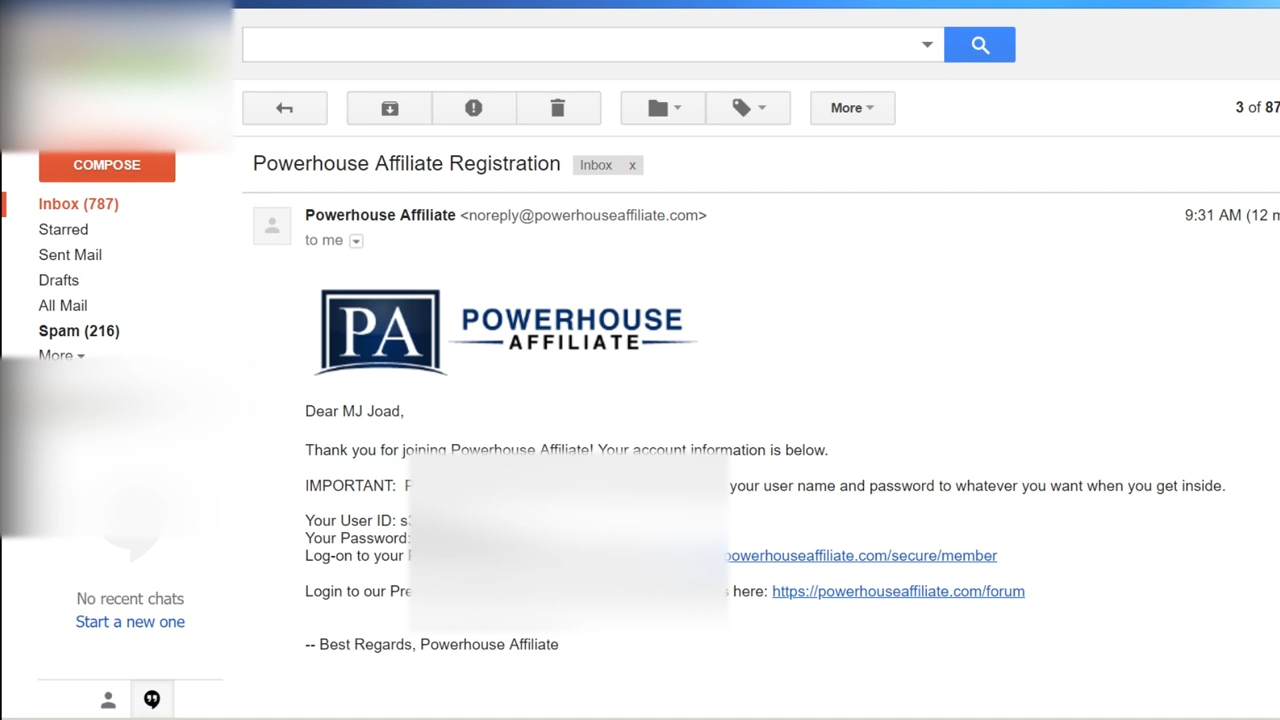 More
3 of 87
COMPOSE
Inbox (787)
Starred
Sent Mail
Drafts
All Mail
Spam (216)
More
No recent chats
Start a new one
Powerhouse Affiliate Registration Inbox x
Powerhouse Affiliate <noreply@powerhouseaffiliate.com>
9:31 AM (12 m
to me
PA POWERHOUSE
AFFILIATE
Dear MJ Joad,
Thank you for joining Powerhouse Affiliate! Your account information is below.
IMPORTANT: your user name and password to whatever you want when you get inside.
Your User ID:
Your Password:
Log-on to your powerhouseaffiliate.com/secure/member
Login to our here: https://powerhouseaffiliate.com/forum
-- Best Regards, Powerhouse Affiliate